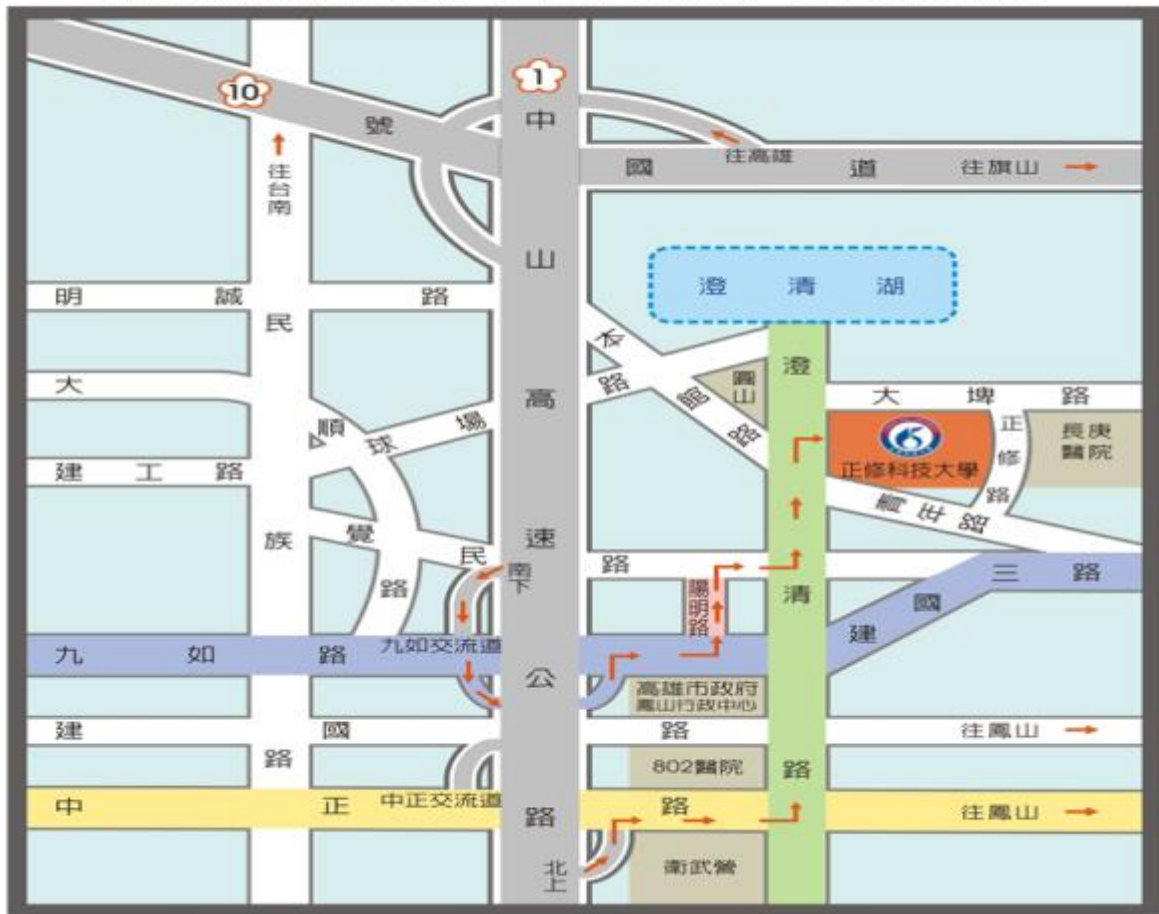 10
1
中山高速公路
號
國道
往高雄
往旗山
往台南
澄清湖
明誠路
民族路
大順路
本館路
球場路
圓山
澄清路
大埤路
正修科技大學
正修路
長庚醫院
建工路
青年路
覺民路
南下
陽明路
建國三路
九如路
九如交流道
高雄市政府
鳳山行政中心
建國路
往鳳山
802醫院
中正路
中正交流道
往鳳山
北上
衛武營